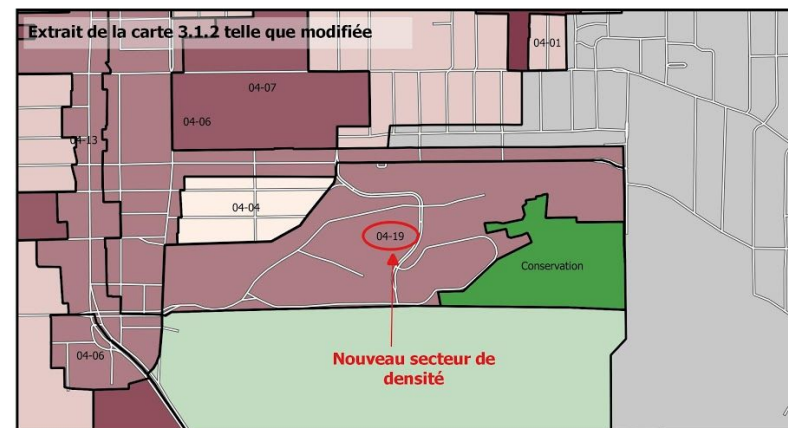 Extrait de la carte 3.1.2 telle que modifiée
04-01
04-07
04-06
04-13
04-04
04-19
Conservation
Nouveau secteur de
densité
04-06